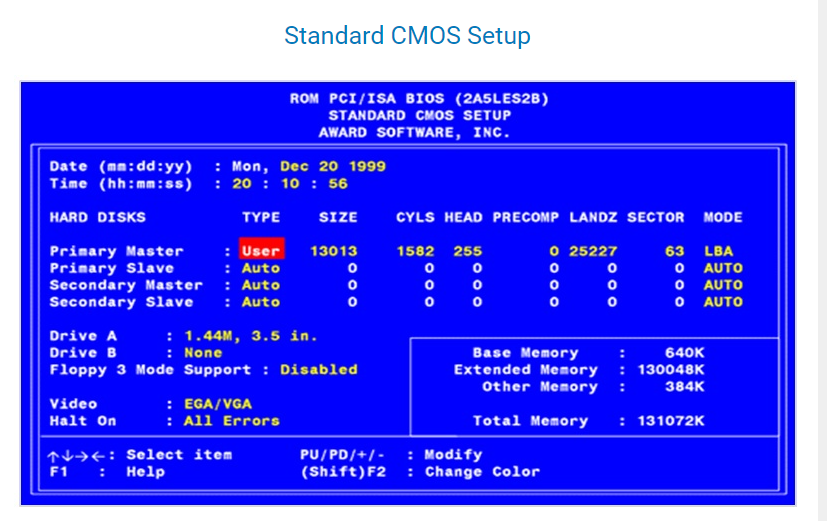 Standard CMOS Setup
ROM PCI/ISA BIOS (2A5LES2B)
STANDARD CMOS SETUP
AWARD SOFTWARE, INC.
Date (mm:dd:yy) : Mon, Dec 20 1999
Time (hh:mm:ss) : 20 : 10 : 56
HARD DISKS TYPE SIZE CYLS HEAD PRECOMP LANDZ SECTOR MODE
Primary Master : User 13013 1582 255 0 25227 63 LBA
Primary Slave : Auto 0 0 0 0 0 0 AUTO
Secondary Master : Auto 0 0 0 0 0 0 AUTO
Secondary Slave : Auto 0 0 0 0 0 0 AUTO
Drive A : 1.44M, 3.5 in.
Drive B : None
Floppy 3 Mode Support : Disabled
Video : EGA/VGA
Halt On : All Errors
Base Memory : 640K
Extended Memory : 130048K
Other Memory : 384K
Total Memory : 131072K
↑↓→← : Select item PU/PD/+/- : Modify
F1 : Help (Shift)F2 : Change Color